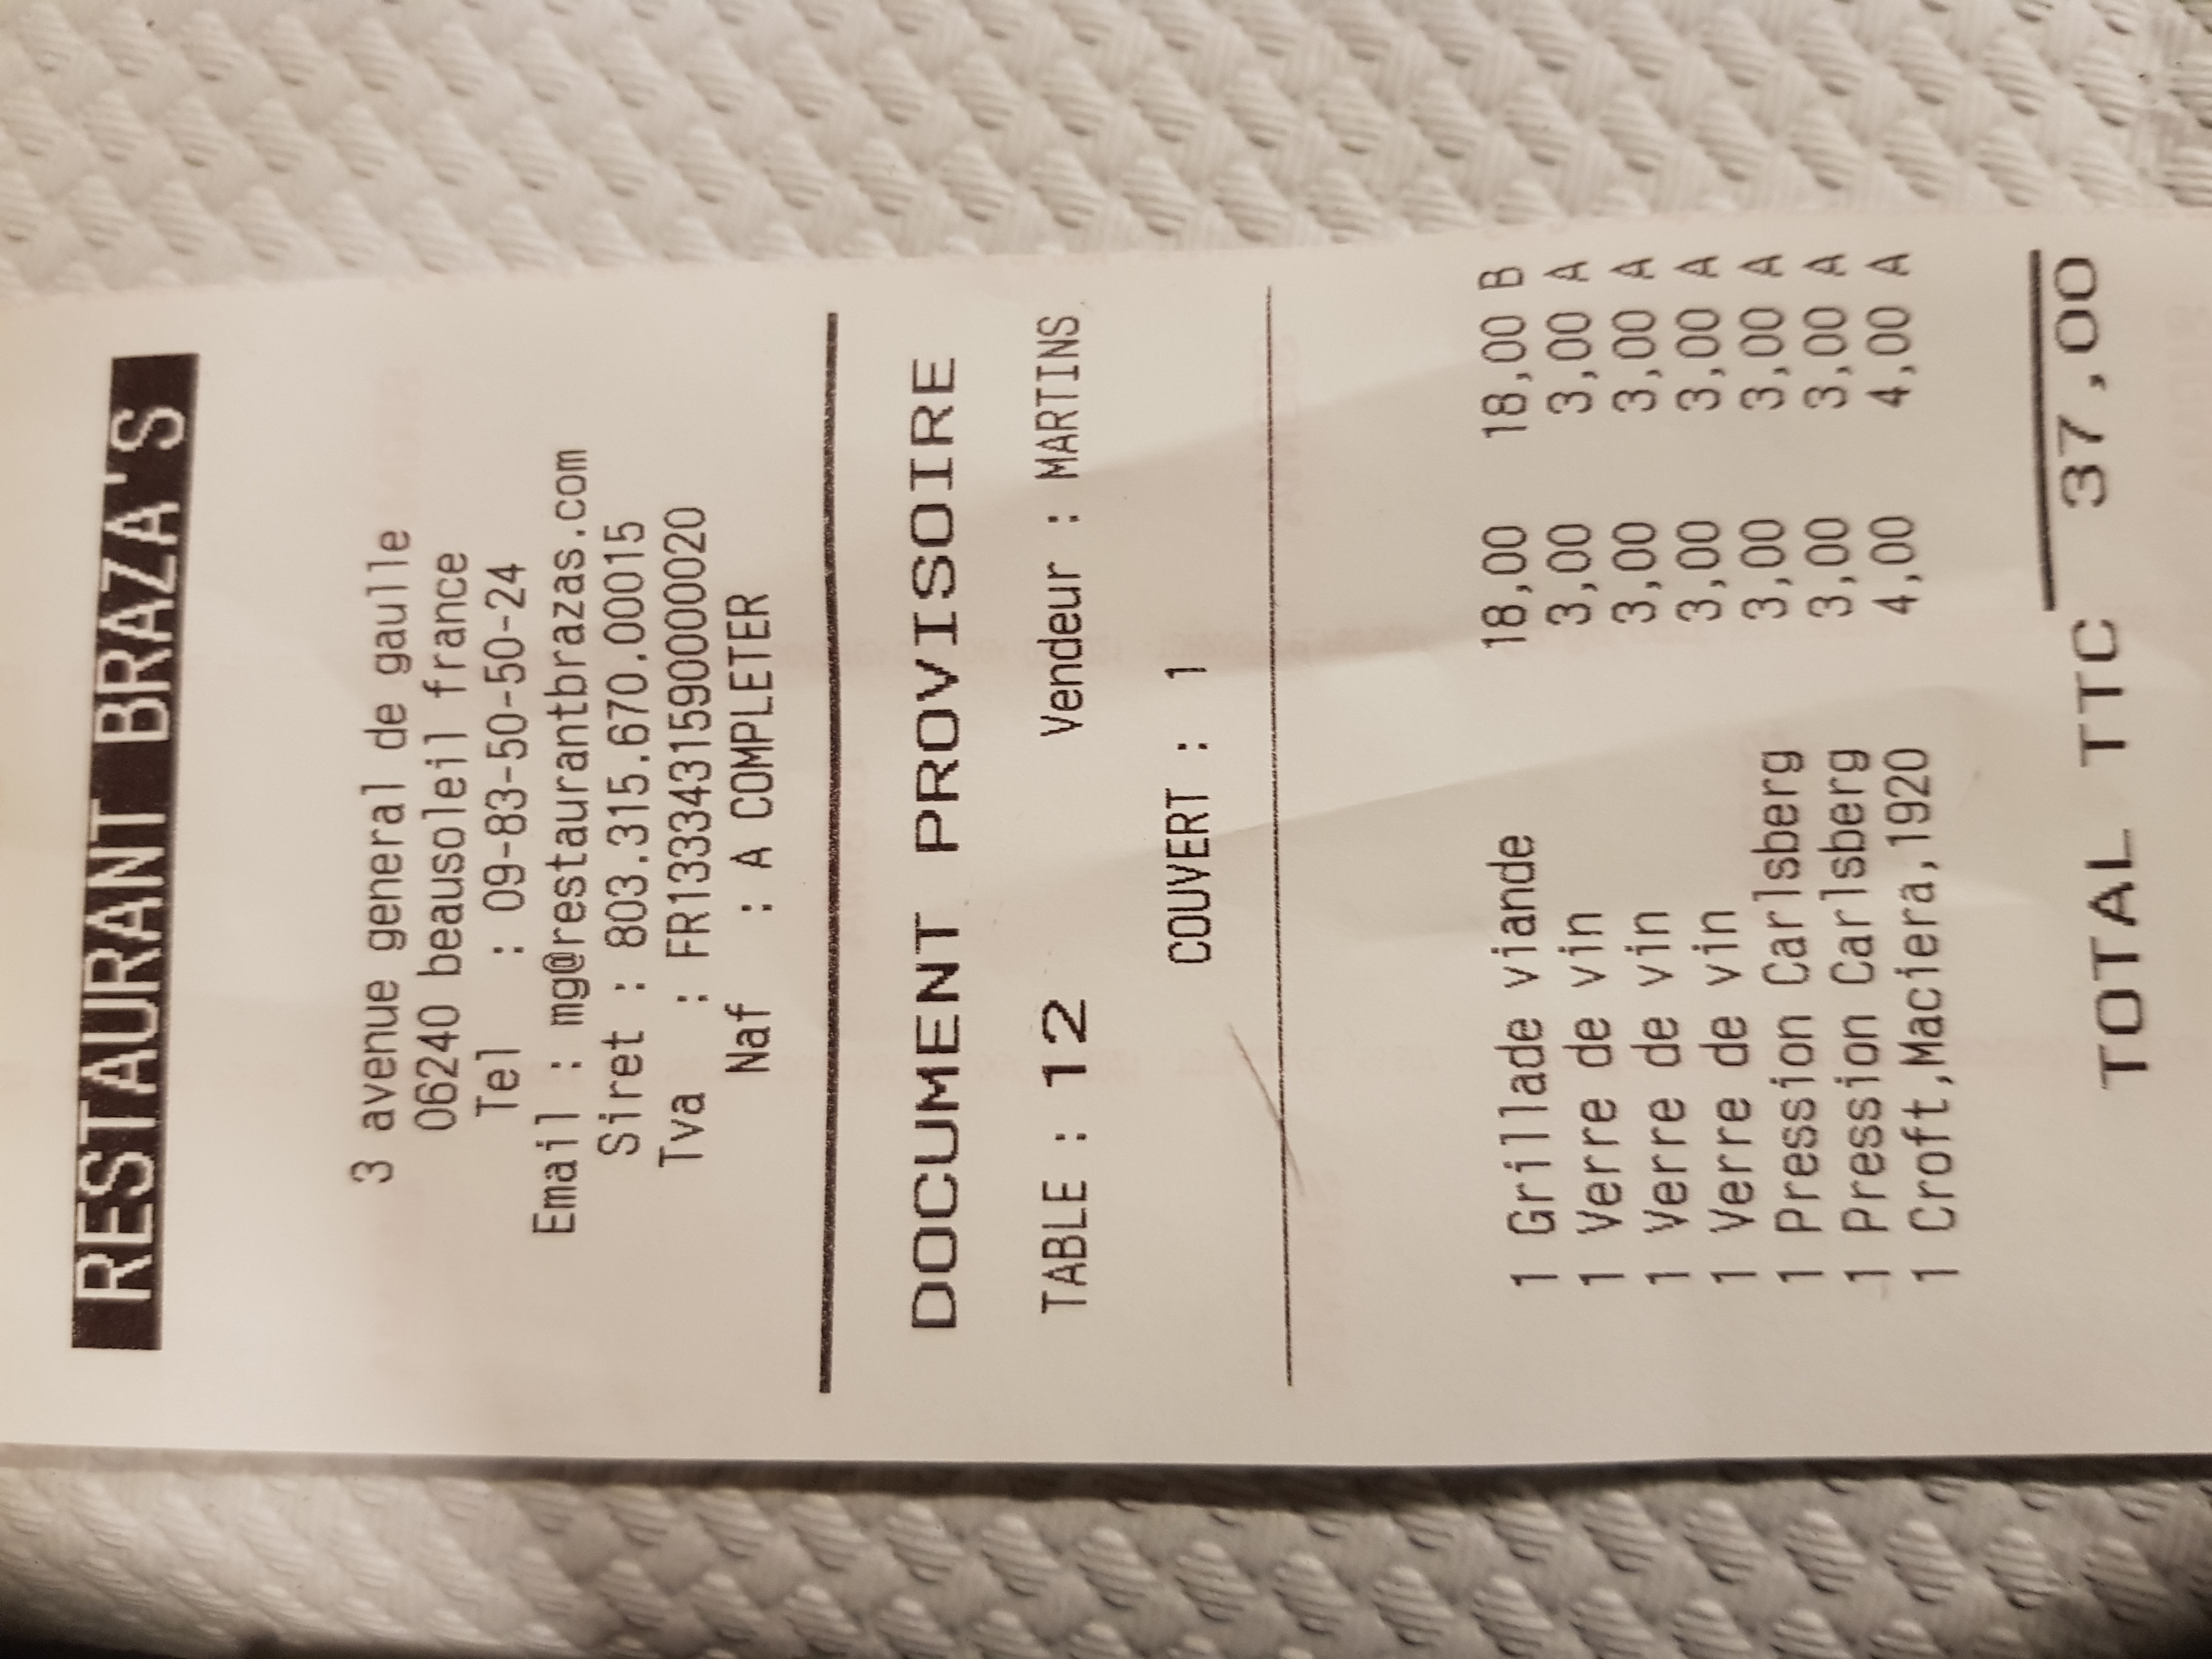 RESTAURANT BRAZA'S
3 avenue general de gaulle
06240 beausoleil france
Tel : 09-83-50-50-24
Email : mg@restaurantbrazas.com
Siret : 803.315.670.00015
Tva : FR13334315900000020
Naf : A COMPLETER
DOCUMENT PROVISOIRE
TABLE : 12 Vendeur : MARTINS
COUVERT : 1
1 Grillade viande 18,00 18,00 B
1 Verre de vin 3,00 3,00 A
1 Verre de vin 3,00 3,00 A
1 Verre de vin 3,00 3,00 A
1 Pression Carlsberg 3,00 3,00 A
1 Pression Carlsberg 3,00 3,00 A
1 Croft,Maciera,1920 4,00 4,00 A
TOTAL TTC 37,00